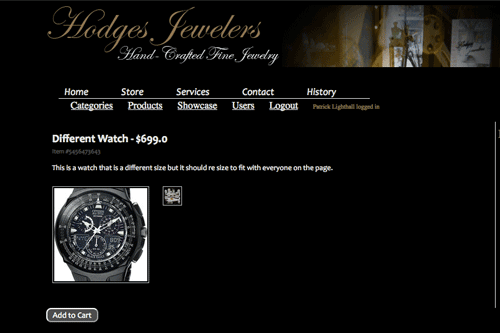 Hodges Jewelers
Hand-Crafted Fine Jewelry
Home Store Services Contact History
Categories Products Showcase Users Logout Patrick Lightball logged in
Different Watch - $699.0
Item #5458473643
This is a watch that is a different size but it should re size to fit with everyone on the page.
Add to Cart